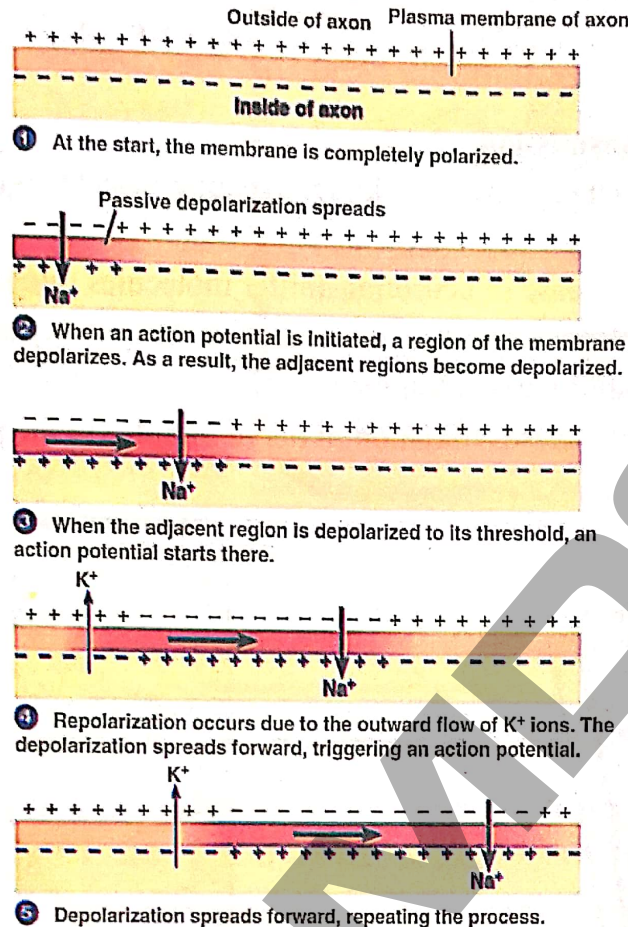 Outside of axon Plasma membrane of axon
+ + + + + + + + + + + + + + + + + + + + + + + + + +
Inside of axon
1 At the start, the membrane is completely polarized.
Passive depolarization spreads
Na+
2 When an action potential is initiated, a region of the membrane
depolarizes. As a result, the adjacent regions become depolarized.
Na+
3 When the adjacent region is depolarized to its threshold, an
action potential starts there.
K+
Na+
4 Repolarization occurs due to the outward flow of K+ ions. The
depolarization spreads forward, triggering an action potential.
K+
Na+
5 Depolarization spreads forward, repeating the process.